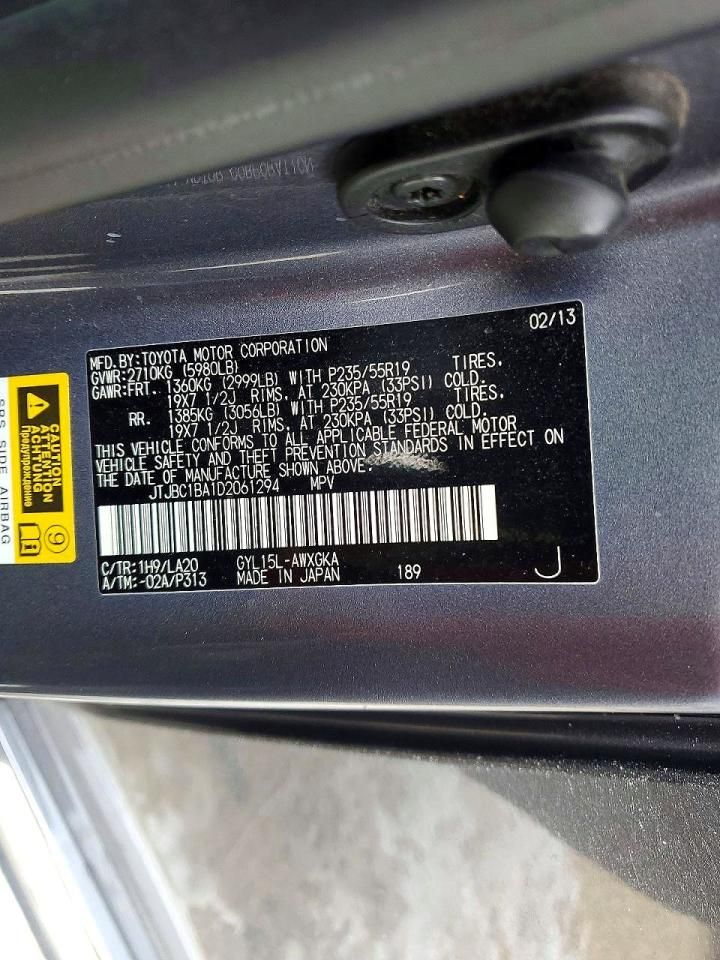 MOTOR CORPORATION
02/13
MFD.BY:TOYOTA MOTOR CORPORATION
GVWR:2710KG (5980LB)
GAWR:FRT. 1360KG (2999LB) WITH P235/55R19 TIRES,
19X7 1/2J RIMS, AT 230KPA (33PSI) COLD.
RR. 1385KG (3056LB) WITH P235/55R19 TIRES,
19X7 1/2J RIMS, AT 230KPA (33PSI) COLD.
THIS VEHICLE CONFORMS TO ALL APPLICABLE FEDERAL MOTOR
VEHICLE SAFETY AND THEFT PREVENTION STANDARDS IN EFFECT ON
THE DATE OF MANUFACTURE SHOWN ABOVE.
JTJBC1BA1D2061294 MPV
C/TR:1H9/LA20 GYL15L-AWXGKA
A/TM:-02A/P313 MADE IN JAPAN 189 J
CAUTION
ATTENTION
ACHTUNG
Предупреждение
9
SRS SIDE AIRBAG